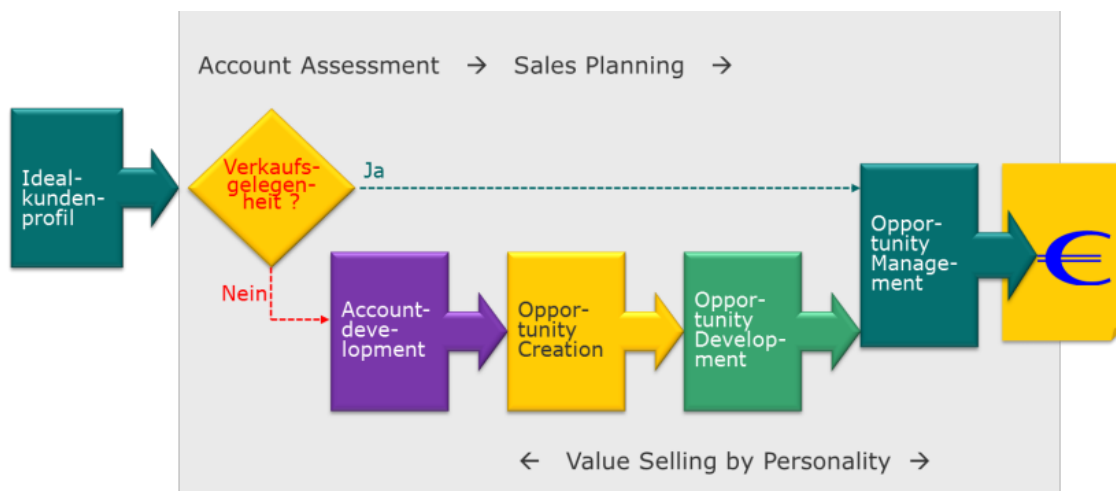 Account Assessment → Sales Planning →
Ideal-
kunden-
profil
Verkaufs-
gelegen-
heit ?
Ja
Nein
Account-
deve-
lopment
Oppor-
tunity
Creation
Oppor-
tunity
Develop-
ment
Oppor-
tunity
Manage-
ment
€
← Value Selling by Personality →